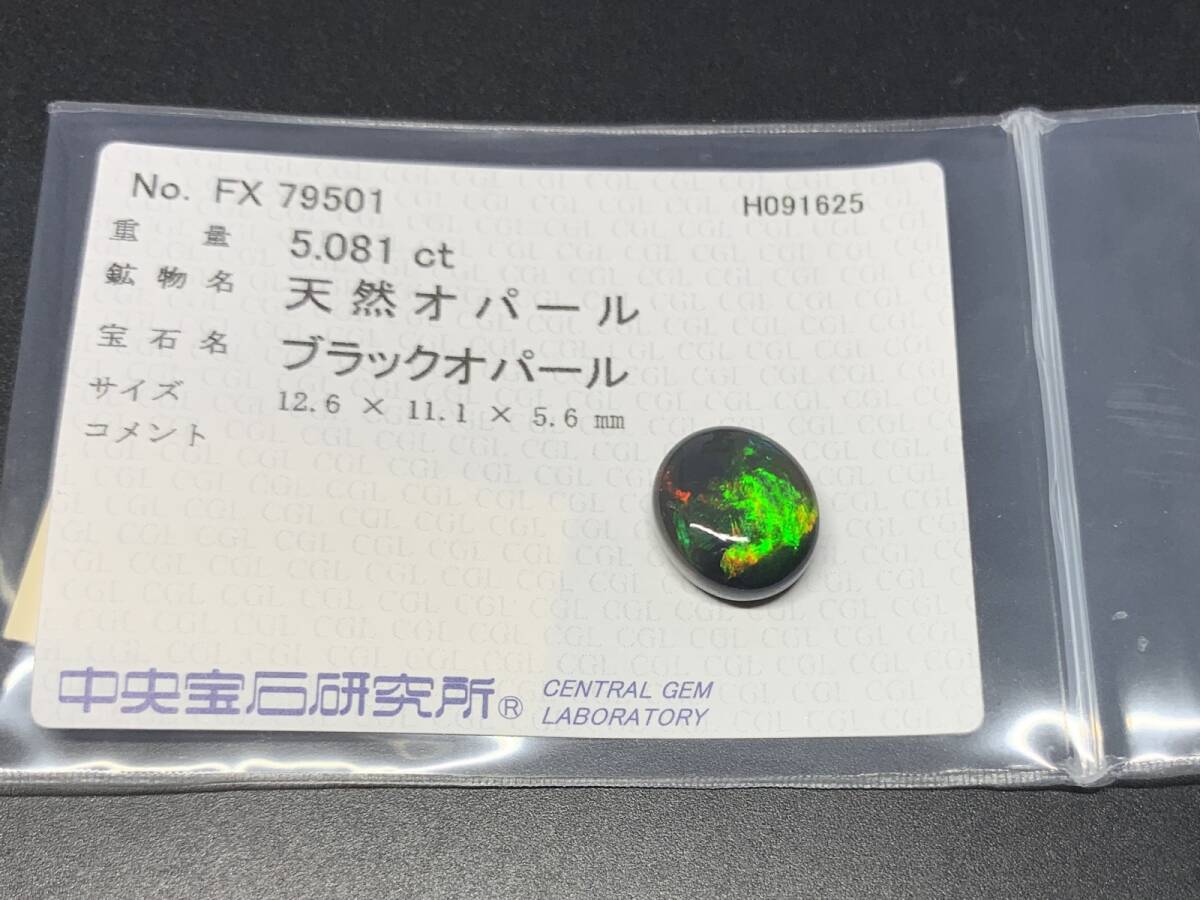 No. FX 79501 H091625
重 量 5.081 ct
鉱物名 天然オパール
宝石名 ブラックオパール
サイズ 12.6 × 11.1 × 5.6 mm
コメント
中央宝石研究所® CENTRAL GEM
LABORATORY